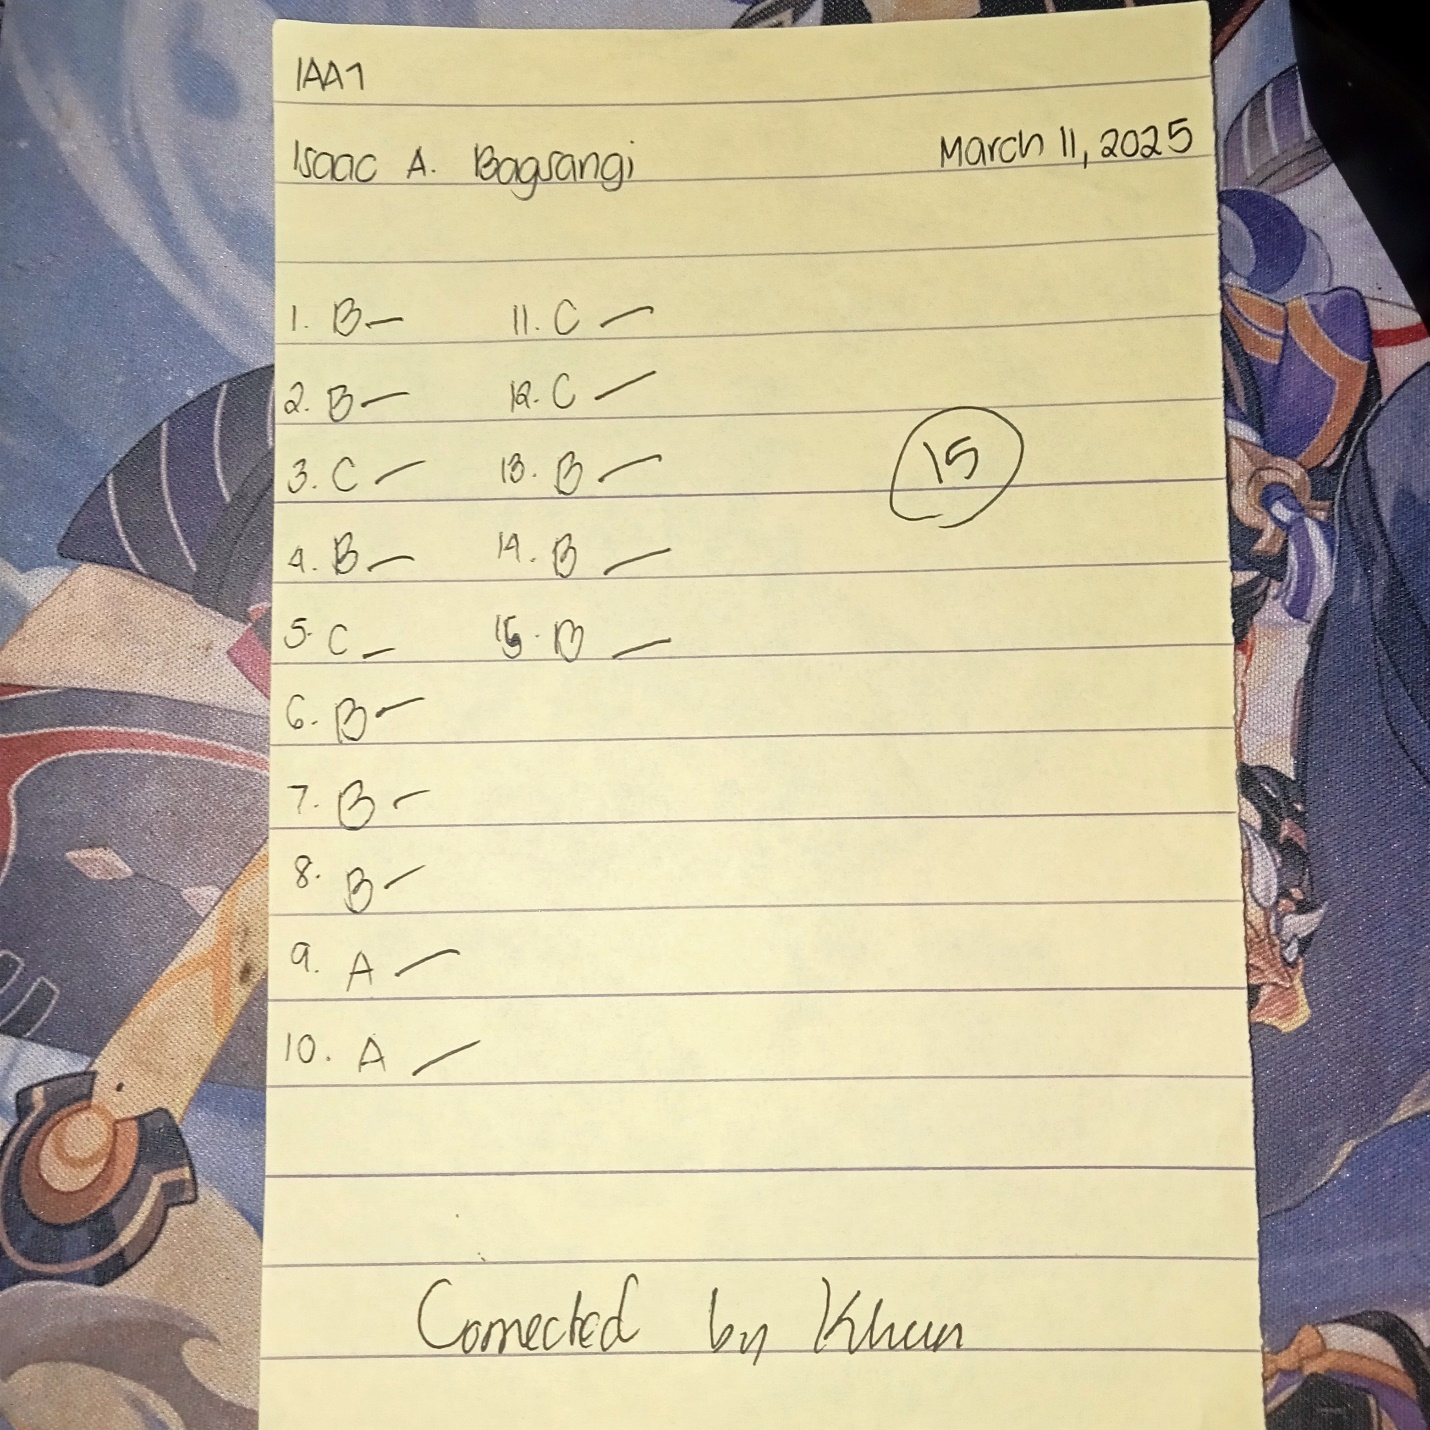 IAA1
Isaac A. Bagsangi
March 11, 2025
1. B
2. B
3. C
4. B
5. C
6. B
7. B
8. B
9. A
10. A
11. C
12. C
13. B
14. B
15. B
15
Corrected by Khun